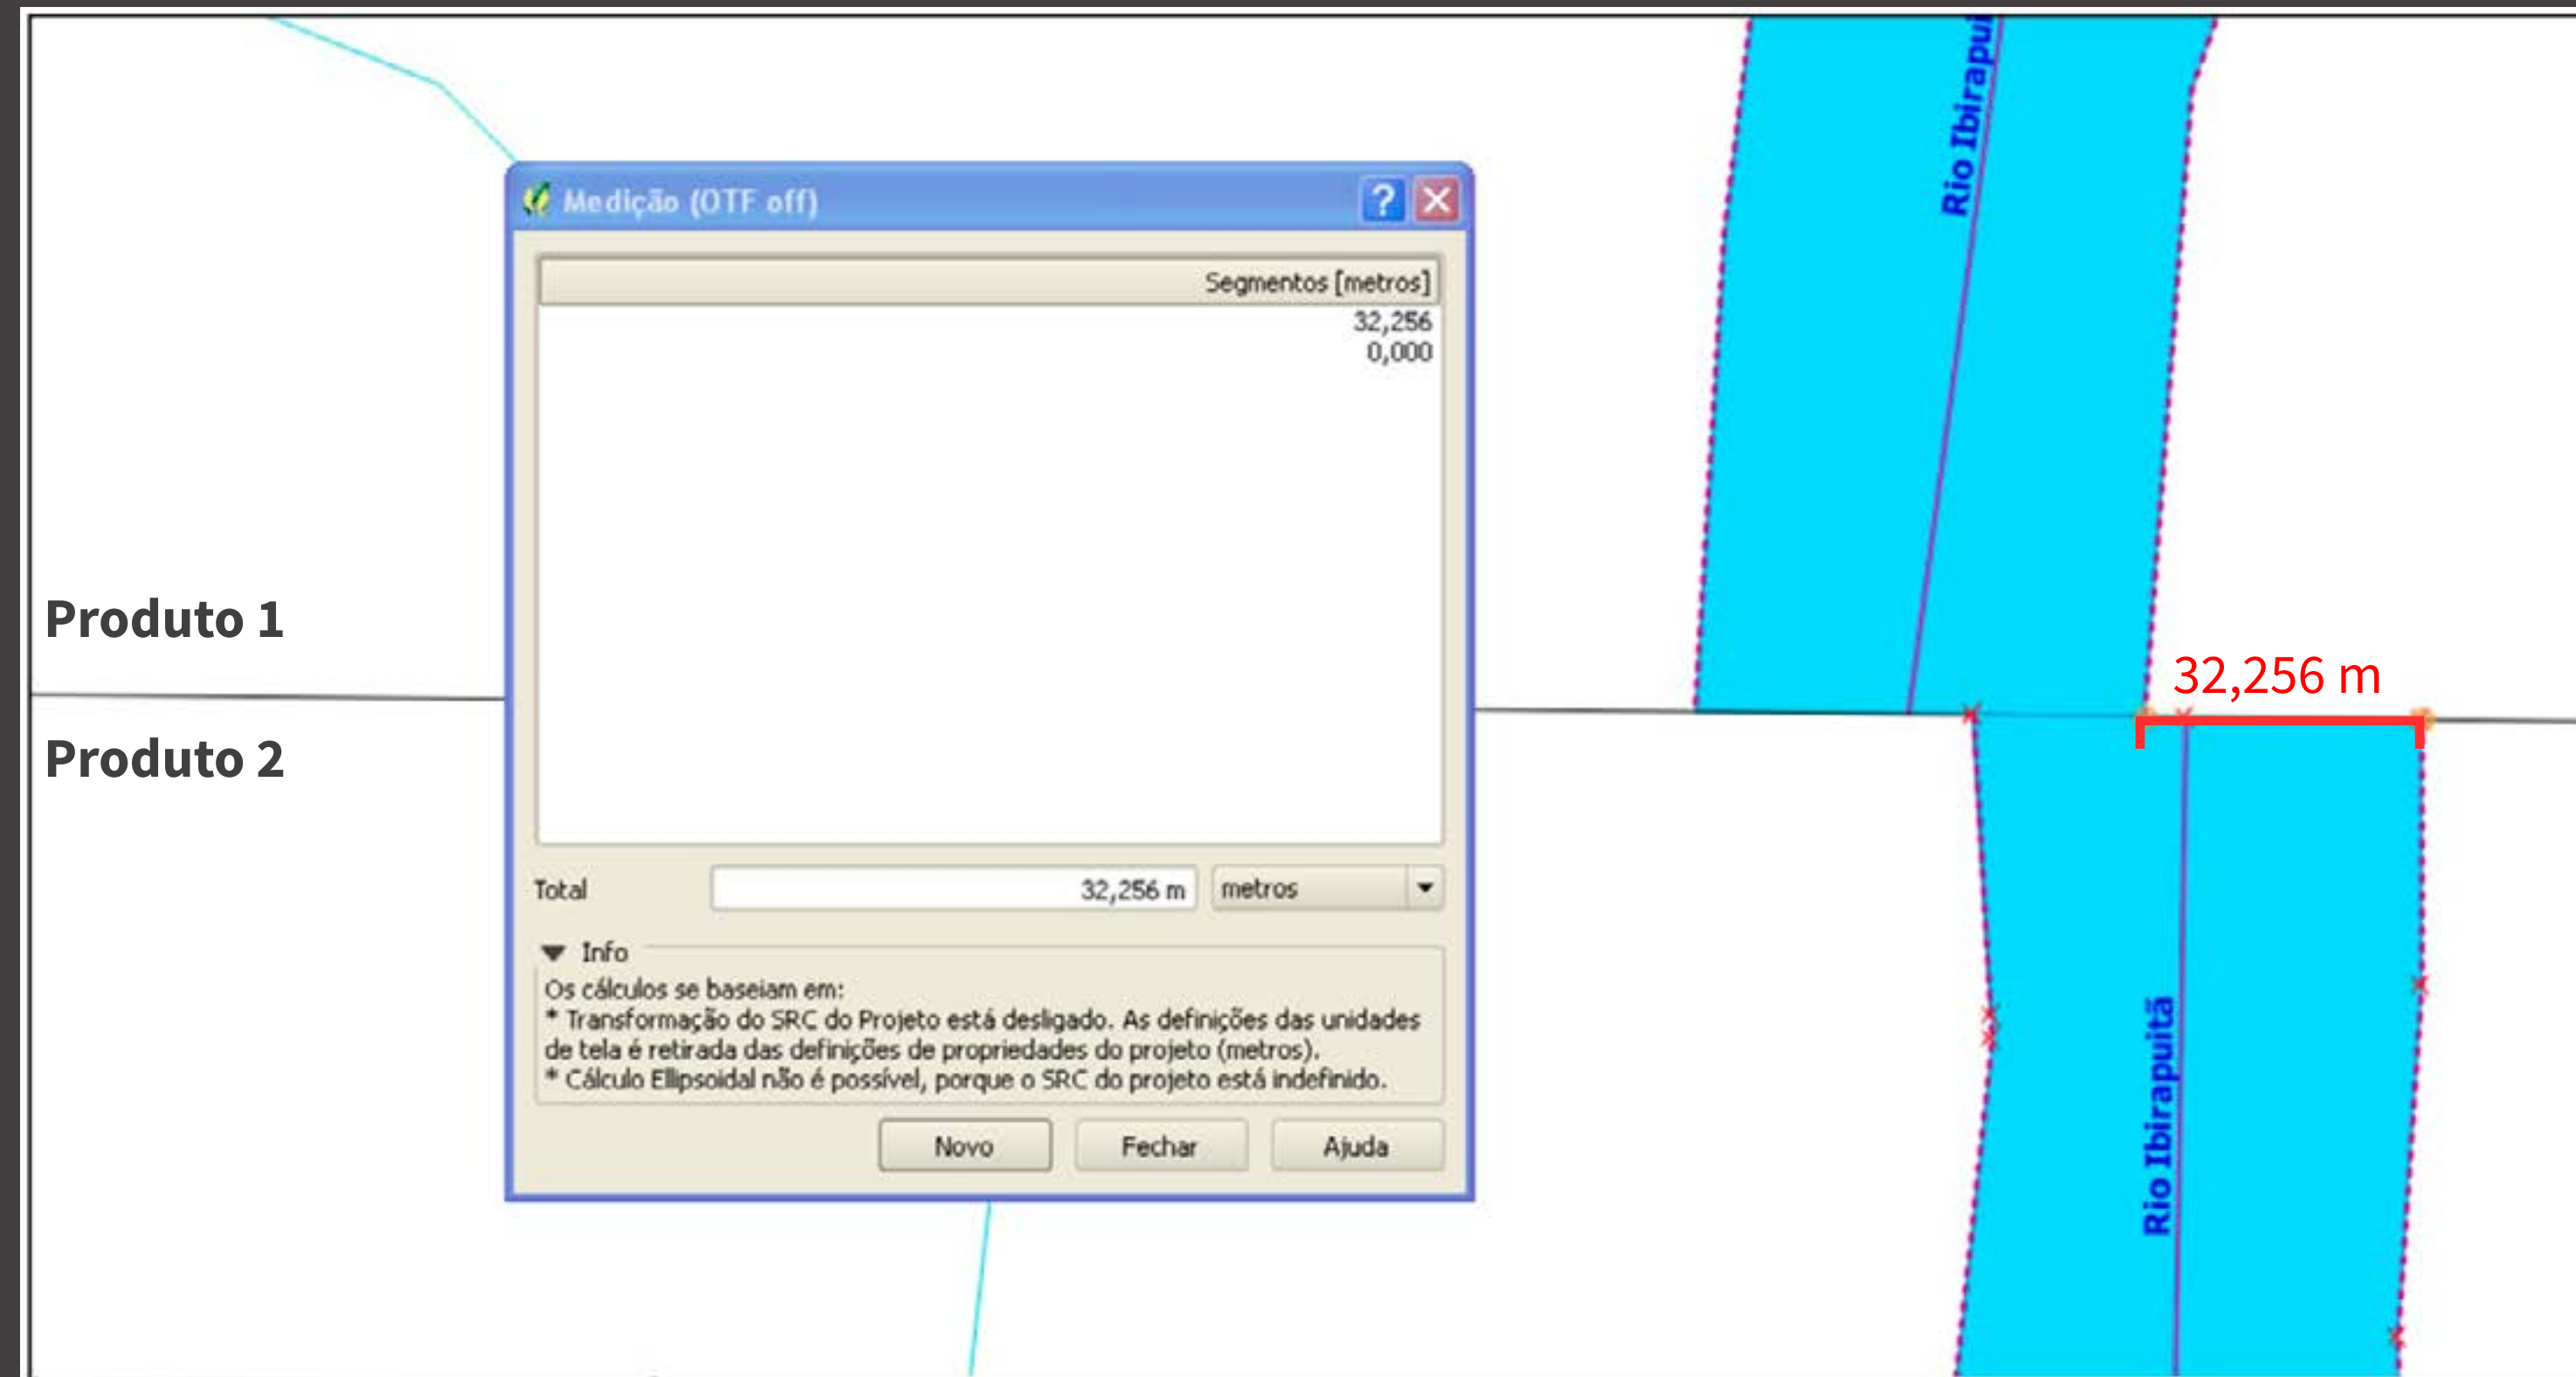 Rio Ibirapui
Medição (OTF off)
Segmentos [metros]
32,256
0,000
Produto 1
32,256 m
Produto 2
Total 32,256 m metros
Info
Os cálculos se baseiam em:
* Transformação do SRC do Projeto está desligado. As definições das unidades
de tela é retirada das definições de propriedades do projeto (metros).
* Cálculo Ellipsoidal não é possível, porque o SRC do projeto está indefinido.
Novo Fechar Ajuda
Rio Ibirapuitã